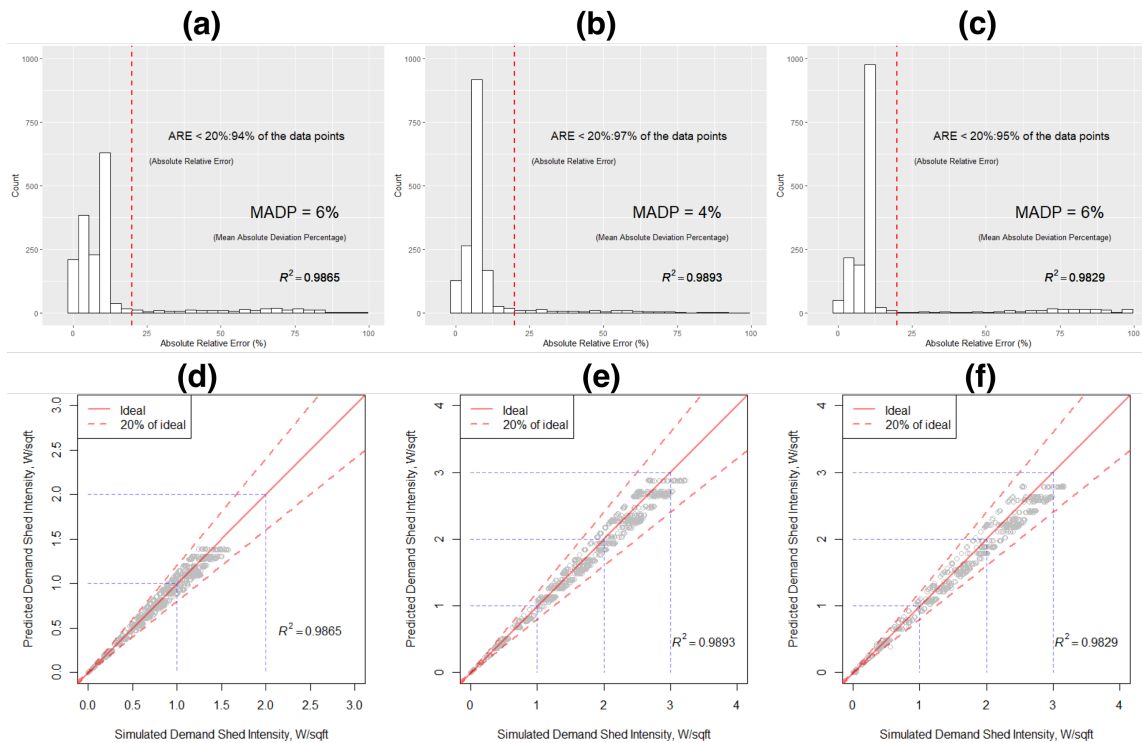 (a)
(b)
(c)
1000
750
500
250
0
Count
ARE < 20%:94% of the data points
(Absolute Relative Error)
MADP = 6%
(Mean Absolute Deviation Percentage)
R² = 0.9865
0 25 50 75 100
Absolute Relative Error (%)
1000
750
500
250
0
Count
ARE < 20%:97% of the data points
(Absolute Relative Error)
MADP = 4%
(Mean Absolute Deviation Percentage)
R² = 0.9893
0 25 50 75 100
Absolute Relative Error (%)
1000
750
500
250
0
Count
ARE < 20%:95% of the data points
(Absolute Relative Error)
MADP = 6%
(Mean Absolute Deviation Percentage)
R² = 0.9829
0 25 50 75 100
Absolute Relative Error (%)
(d)
(e)
(f)
Predicted Demand Shed Intensity, W/sqft
3.0
2.5
2.0
1.5
1.0
0.5
0.0
Ideal
20% of ideal
R² = 0.9865
0.0 0.5 1.0 1.5 2.0 2.5 3.0
Simulated Demand Shed Intensity, W/sqft
Predicted Demand Shed Intensity, W/sqft
4
3
2
1
0
Ideal
20% of ideal
R² = 0.9893
0 1 2 3 4
Simulated Demand Shed Intensity, W/sqft
Predicted Demand Shed Intensity, W/sqft
4
3
2
1
0
Ideal
20% of ideal
R² = 0.9829
0 1 2 3 4
Simulated Demand Shed Intensity, W/sqft